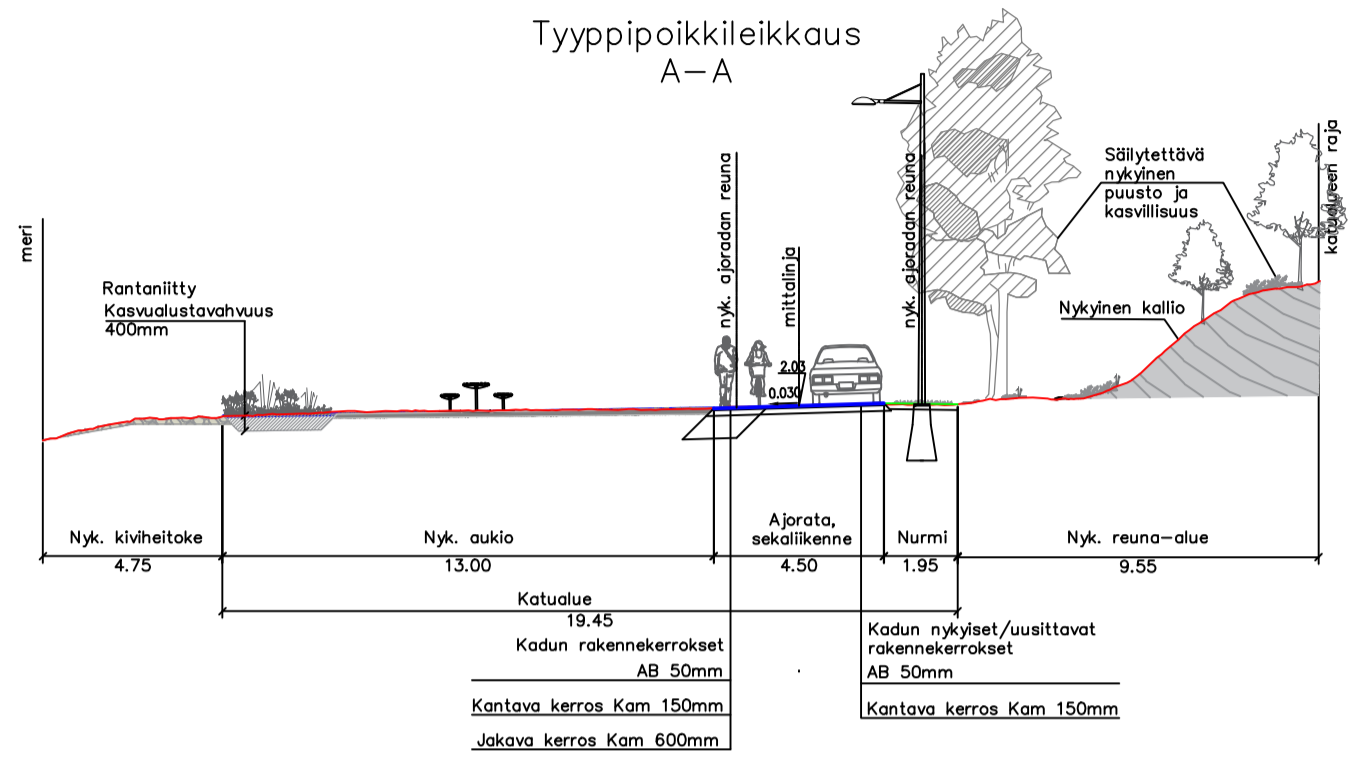 Tyyppipoikkileikkaus
A-A
meri
Rantaniitty
Kasvualustavahvuus
400mm
nyk. ajoradan reuna
mittalinja
2.03
0.030
nyk. ajoradan reuna
Säilytettävä
nykyinen
puusto ja
kasvillisuus
Nykyinen kallio
katualueen raja
Nyk. kiviheitoke
4.75
Nyk. aukio
13.00
Ajorata,
sekaliikenne
4.50
Nurmi
1.95
Nyk. reuna-alue
9.55
Katualue
19.45
Kadun rakennekerrokset
AB 50mm
Kantava kerros Kam 150mm
Jakava kerros Kam 600mm
Kadun nykyiset/uusittavat
rakennekerrokset
AB 50mm
Kantava kerros Kam 150mm